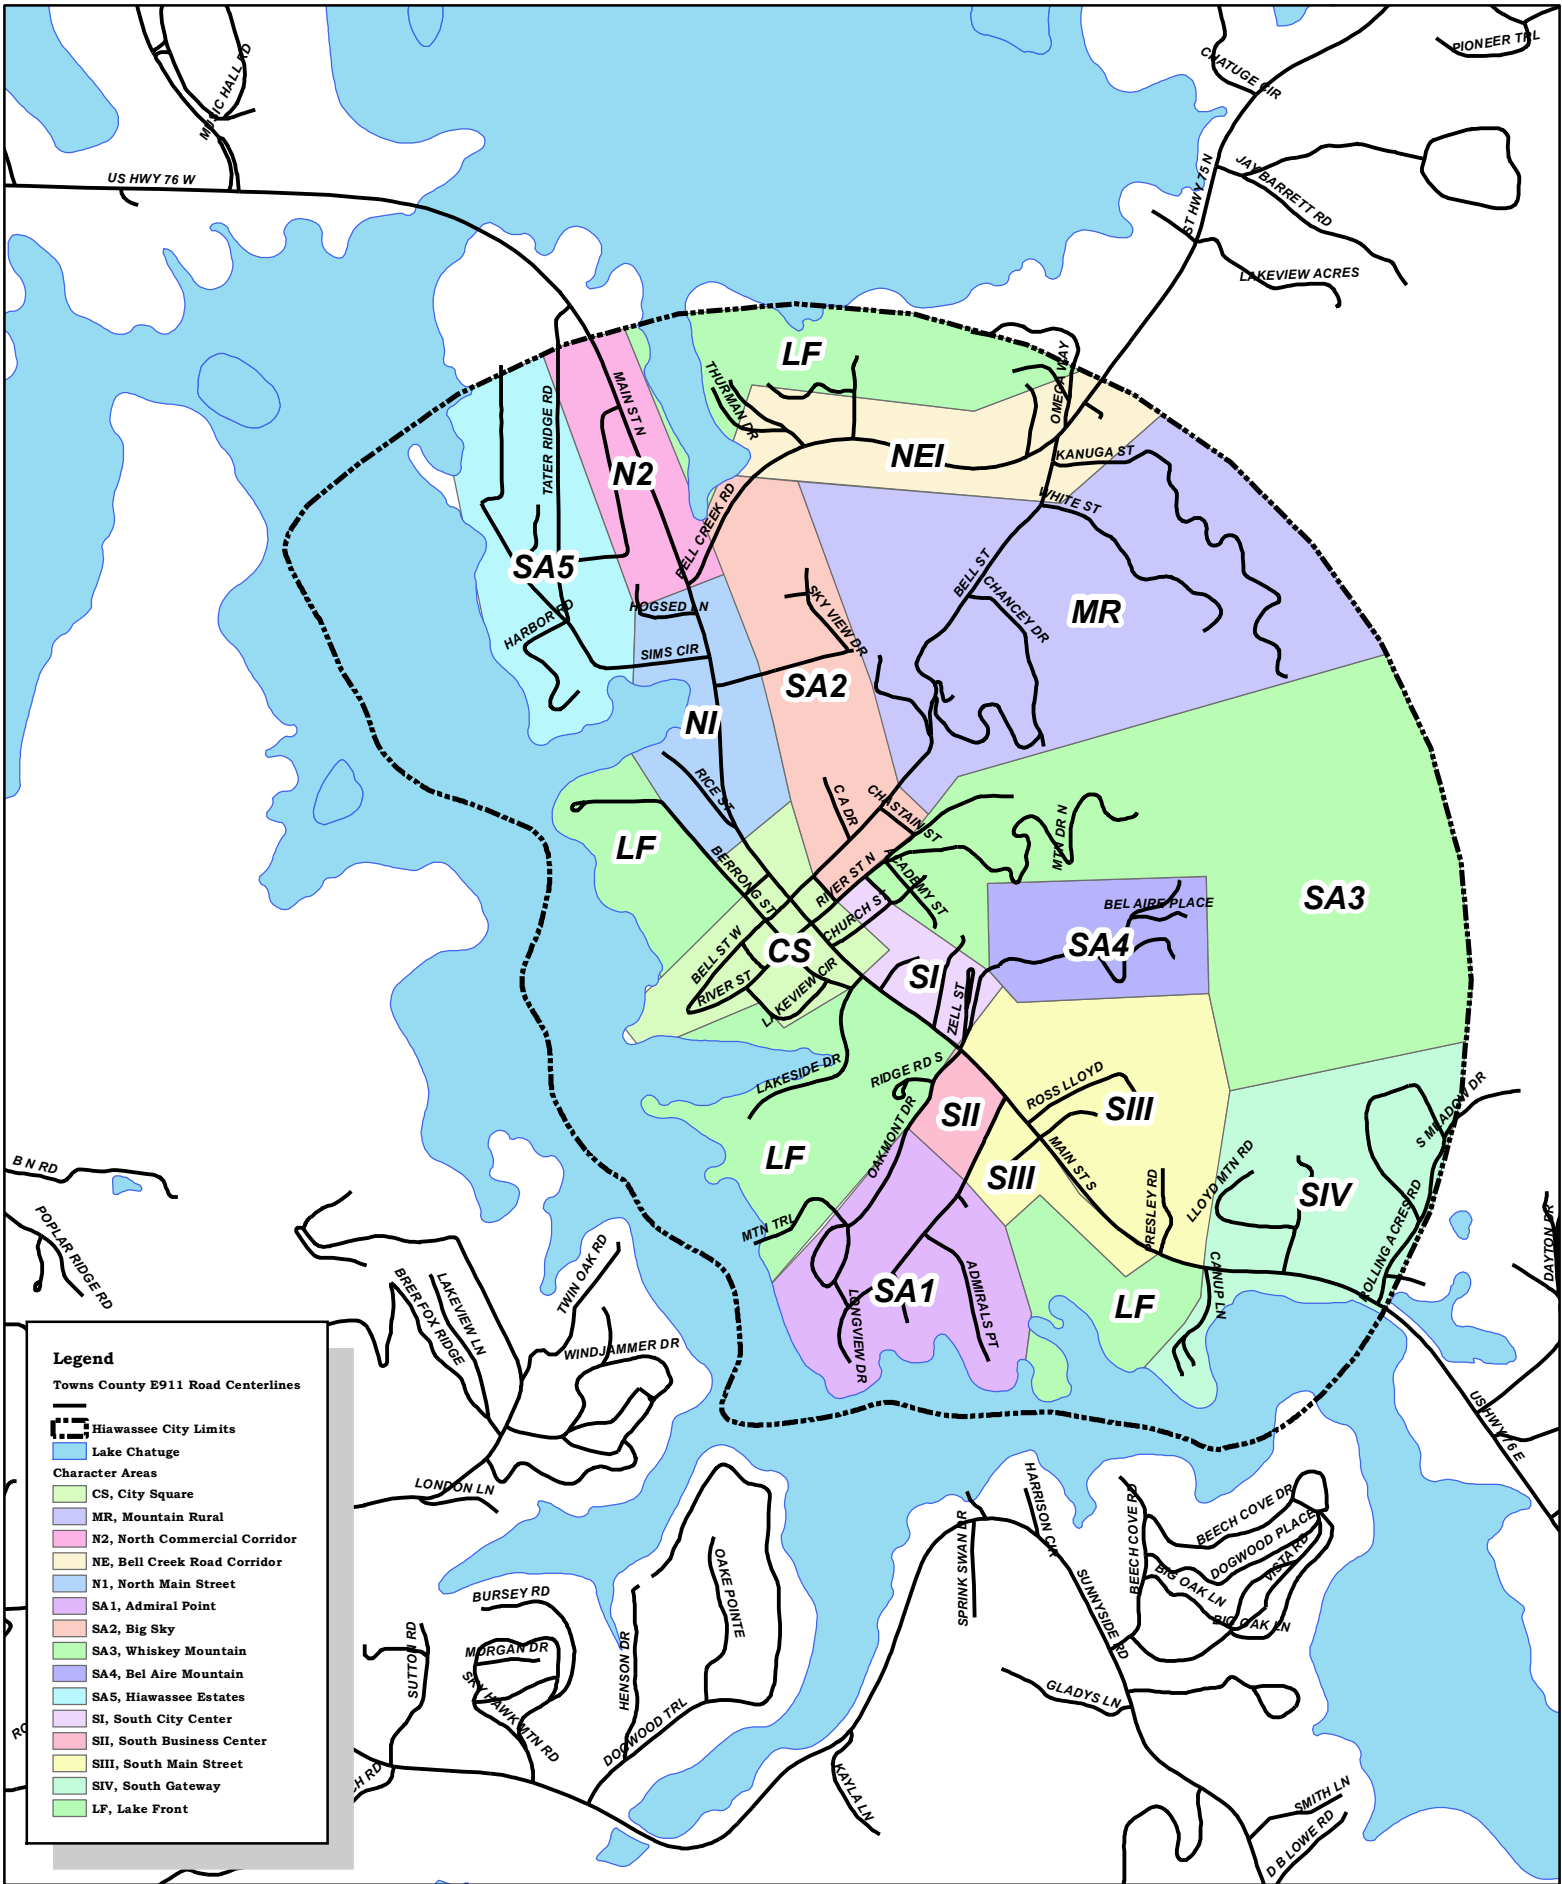 PIONEER TRL
CHATUGE CIR
MUSIC HALL RD
US HWY 76 W
ST HWY 75 N
JAY BARRETT RD
LAKEVIEW ACRES
LF
OMEGA WAY
THURMAN DR
MAIN ST N
TATER RIDGE RD
NEI
KANUGA ST
N2
WHITE ST
BELL CREEK RD
SA5
BELL ST
CHANCEY DR
MR
SKY VIEW DR
HOGSED LN
HARBOR RD
SIMS CIR
SA2
NI
RICE ST
C A DR
CHASTAIN ST
MTN DR N
LF
BERRONG ST
RIVER ST N
ACADEMY ST
SA3
BEL AIRE PLACE
CHURCH ST
SA4
BELL ST W
CS
SI
RIVER ST
LAKEVIEW CIR
ZELL ST
LAKESIDE DR
RIDGE RD S
ROSS LLOYD
SII
SIII
S MEADOW DR
OAKMONT DR
LF
MAIN ST S
SIII
LLOYD MTN RD
SIV
PRESLEY RD
ROLLING ACRES RD
B N RD
POPLAR RIDGE RD
MTN TRL
DAYTON DR
TWIN OAK RD
SA1
ADMIRALS PT
LONGVIEW DR
LF
CANUP LN
LAKEVIEW LN
BRER FOX RIDGE
WINDJAMMER DR
Legend
Towns County E911 Road Centerlines
Hiawassee City Limits
Lake Chatuge
Character Areas
CS, City Square
MR, Mountain Rural
N2, North Commercial Corridor
NE, Bell Creek Road Corridor
N1, North Main Street
SA1, Admiral Point
SA2, Big Sky
SA3, Whiskey Mountain
SA4, Bel Aire Mountain
SA5, Hiawassee Estates
SI, South City Center
SII, South Business Center
SIII, South Main Street
SIV, South Gateway
LF, Lake Front
US HWY 76 E
LONDON LN
HARRISON CIR
SPRINK SWAN DR
BEECH COVE RD
BEECH COVE DR
DOGWOOD PLACE
VISTA RD
BIG OAK LN
BIG OAK LN
SUNNYSIDE RD
OAKE POINTE
BURSEY RD
MORGAN DR
SUTTON RD
SKY HAWK MTN RD
HENSON DR
DOGWOOD TRL
GLADYS LN
KAYLA LN
SMITH LN
D B LOWE RD
CH RD
RO